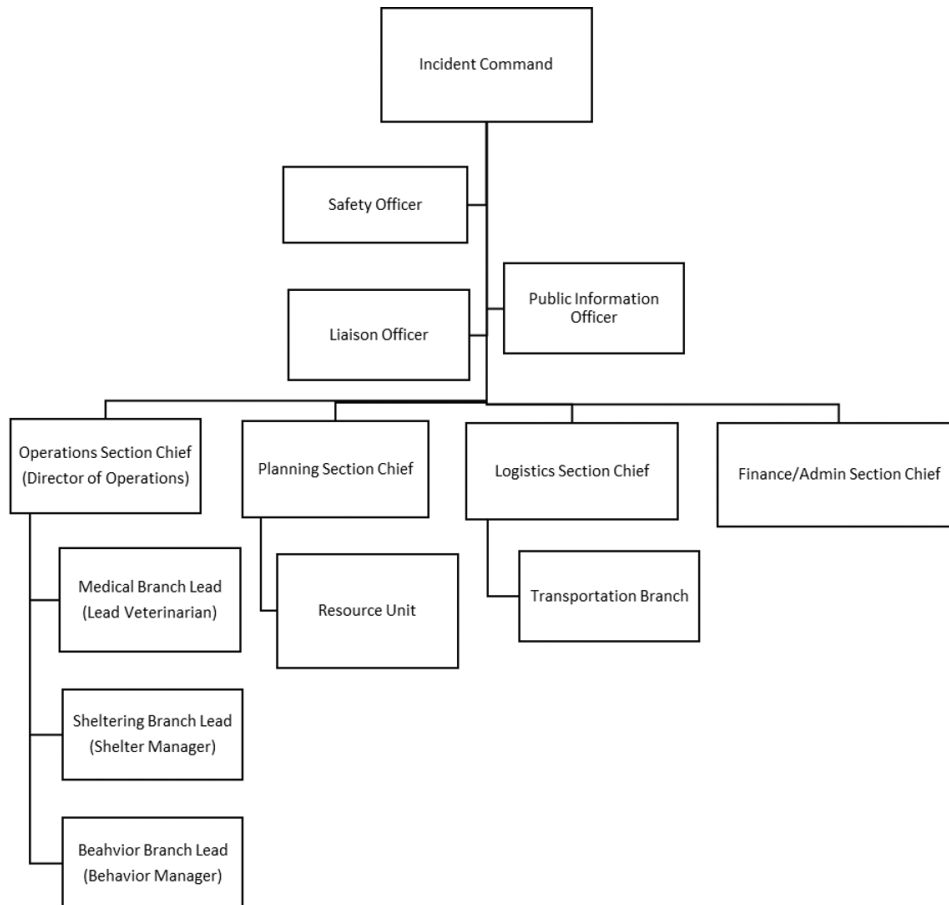 Incident Command
Safety Officer
Public Information
Officer
Liaison Officer
Operations Section Chief
(Director of Operations)
Planning Section Chief
Logistics Section Chief
Finance/Admin Section Chief
Medical Branch Lead
(Lead Veterinarian)
Resource Unit
Transportation Branch
Sheltering Branch Lead
(Shelter Manager)
Beahvior Branch Lead
(Behavior Manager)